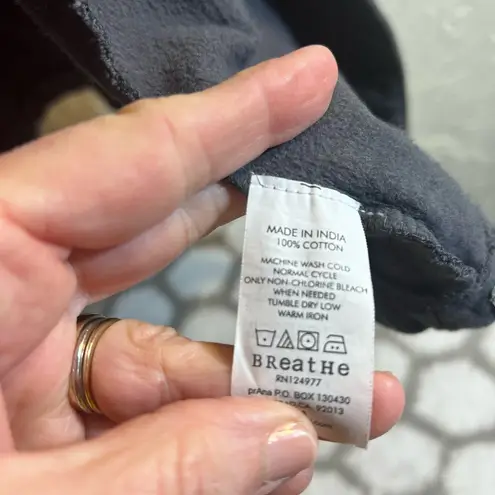 MADE IN INDIA
100% COTTON
MACHINE WASH COLD
NORMAL CYCLE
ONLY NON-CHLORINE BLEACH
WHEN NEEDED
TUMBLE DRY LOW
WARM IRON
BReatHe
RN124977
prAna P.O. BOX 130430
92013